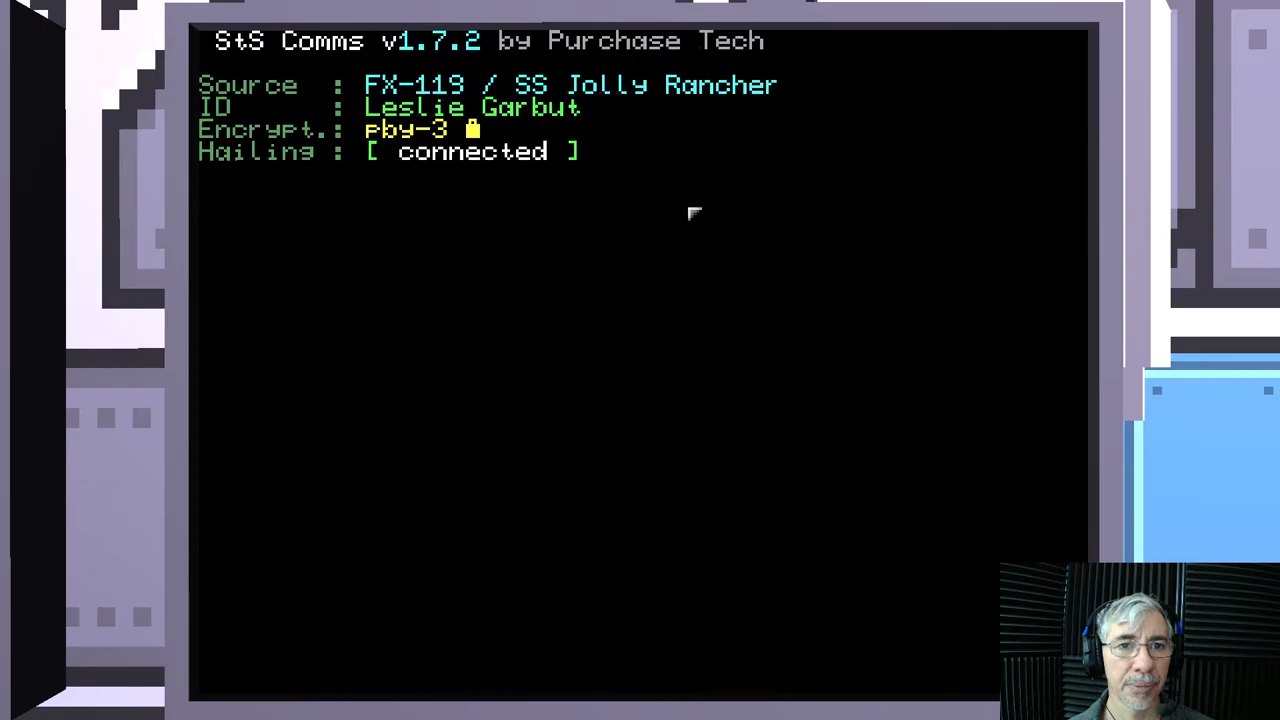 StS Comms v1.7.2 by Purchase Tech
Source : FX-119 / SS Jolly Rancher
ID : Leslie Garbut
Encrypt.: pby-3
Hailing : [ connected ]